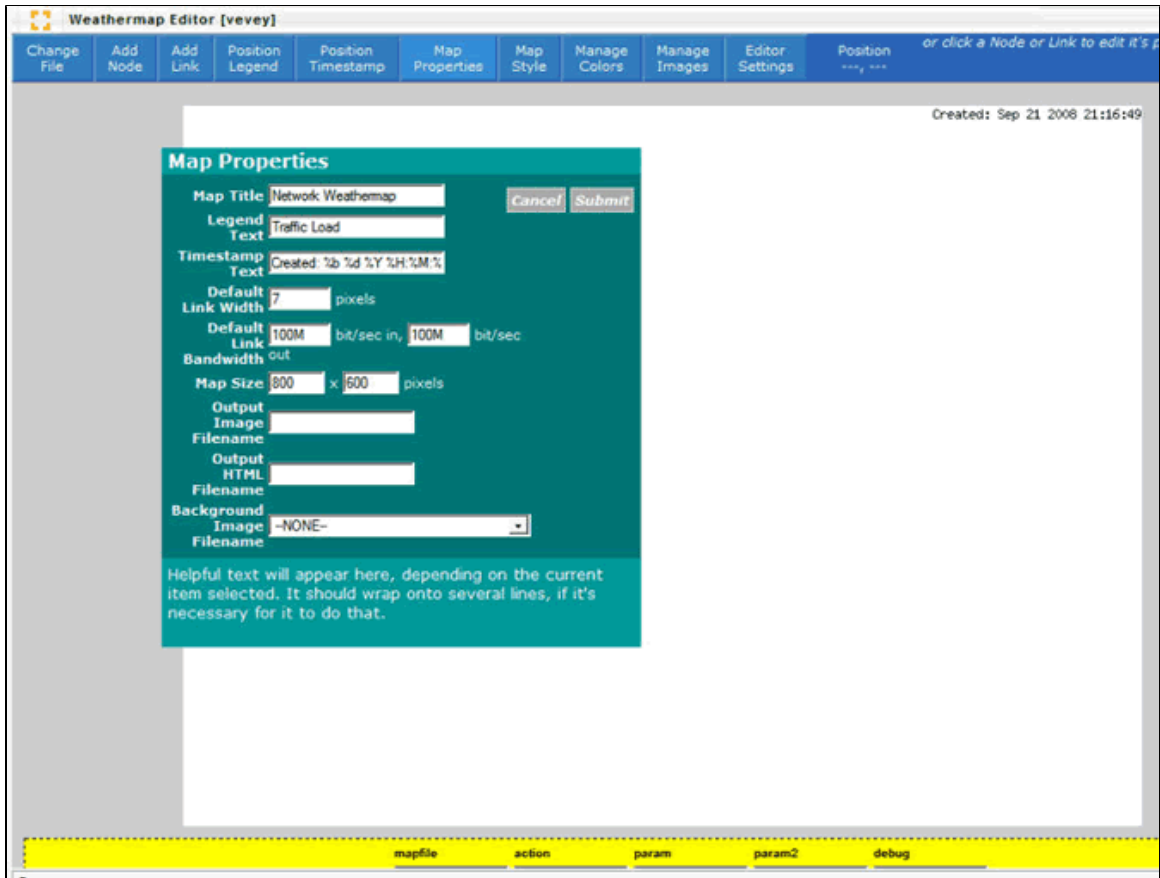 Weathermap Editor [vevey]
Change File
Add Node
Add Link
Position Legend
Position Timestamp
Map Properties
Map Style
Manage Colors
Manage Images
Editor Settings
Position ---, ---
or click a Node or Link to edit it's
Created: Sep 21 2008 21:16:49
Map Properties
Map Title Network Weathermap
Cancel Submit
Legend Text Traffic Load
Timestamp Text Created: %b %d %Y %H:%M:%
Default Link Width 7 pixels
Default Link Bandwidth 100M bit/sec in, 100M bit/sec out
Map Size 800 x 600 pixels
Output Image Filename
Output HTML Filename
Background Image Filename --NONE--
Helpful text will appear here, depending on the current
item selected. It should wrap onto several lines, if it's
necessary for it to do that.
mapfile action param param2 debug